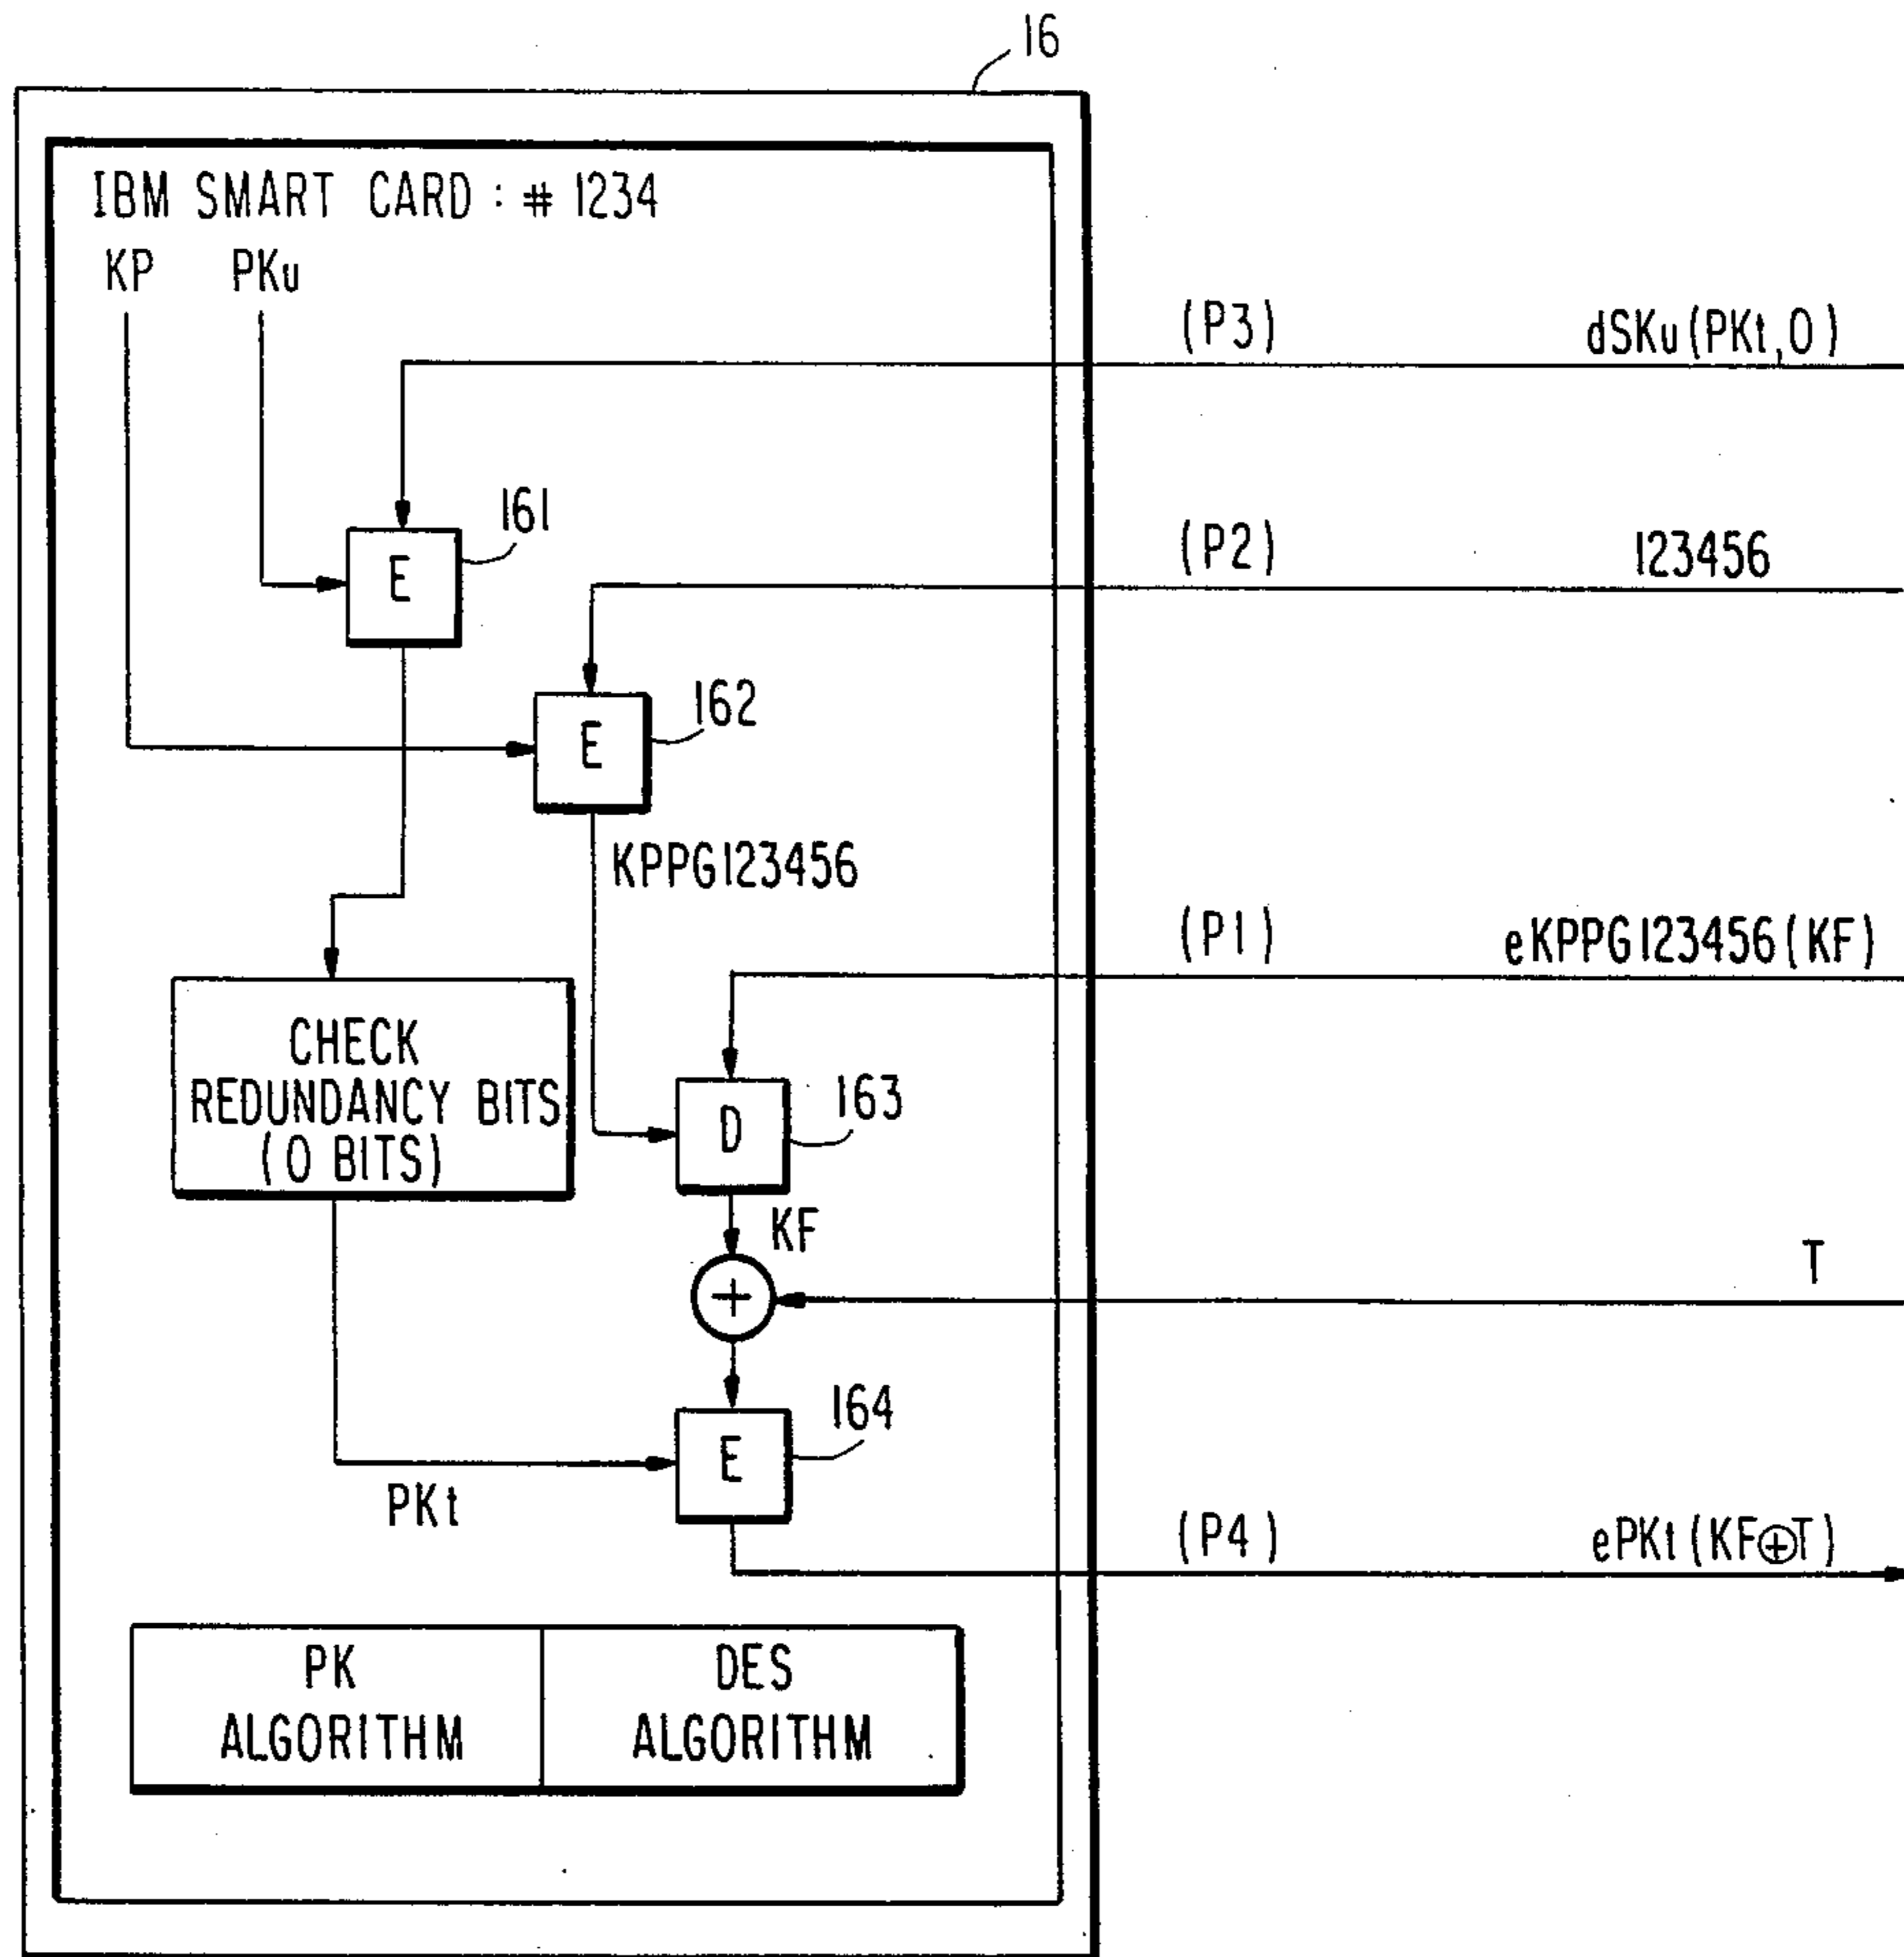 16
IBM SMART CARD : # 1234
KP PKu
(P3) dSKu(PKt,0)
161
E
(P2) 123456
162
E
KPPG123456
(P1) eKPPG123456(KF)
CHECK
REDUNDANCY BITS
(0 BITS)
163
D
KF
T
+
164
E
PKt
(P4) ePKt(KF⊕T)
PK
ALGORITHM
DES
ALGORITHM